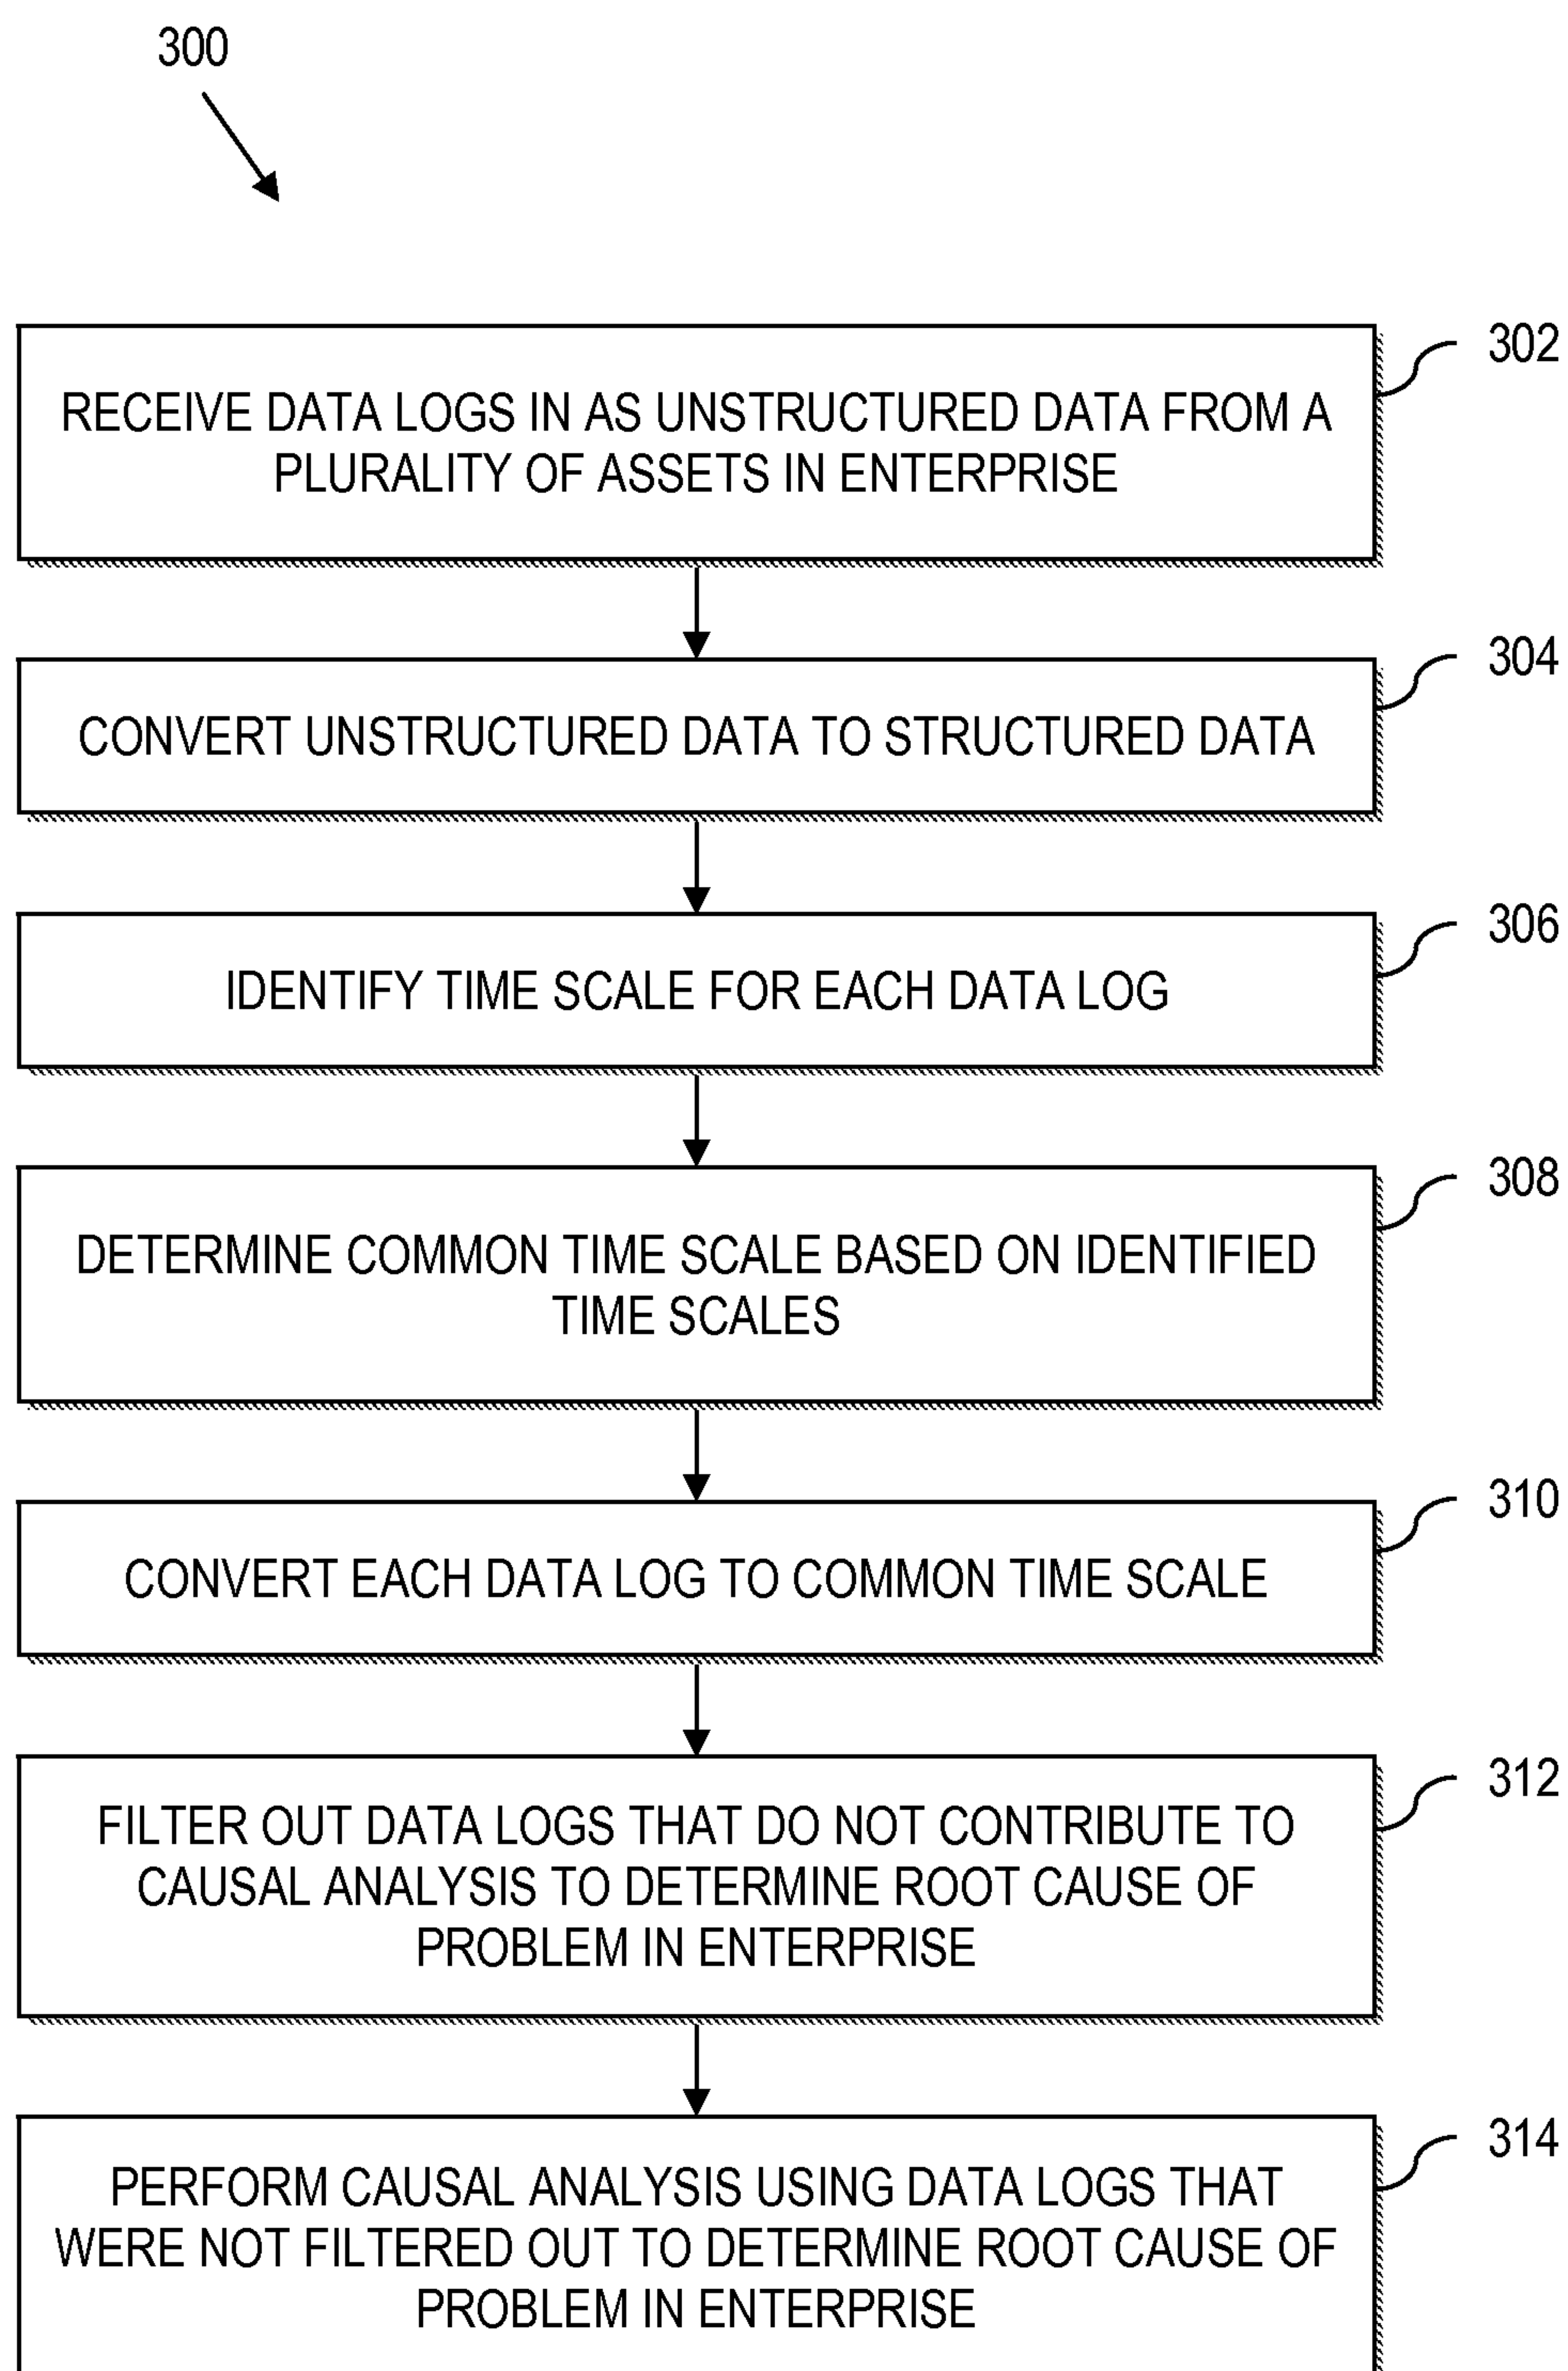 300
302
RECEIVE DATA LOGS IN AS UNSTRUCTURED DATA FROM A
PLURALITY OF ASSETS IN ENTERPRISE
304
CONVERT UNSTRUCTURED DATA TO STRUCTURED DATA
306
IDENTIFY TIME SCALE FOR EACH DATA LOG
308
DETERMINE COMMON TIME SCALE BASED ON IDENTIFIED
TIME SCALES
310
CONVERT EACH DATA LOG TO COMMON TIME SCALE
312
FILTER OUT DATA LOGS THAT DO NOT CONTRIBUTE TO
CAUSAL ANALYSIS TO DETERMINE ROOT CAUSE OF
PROBLEM IN ENTERPRISE
314
PERFORM CAUSAL ANALYSIS USING DATA LOGS THAT
WERE NOT FILTERED OUT TO DETERMINE ROOT CAUSE OF
PROBLEM IN ENTERPRISE